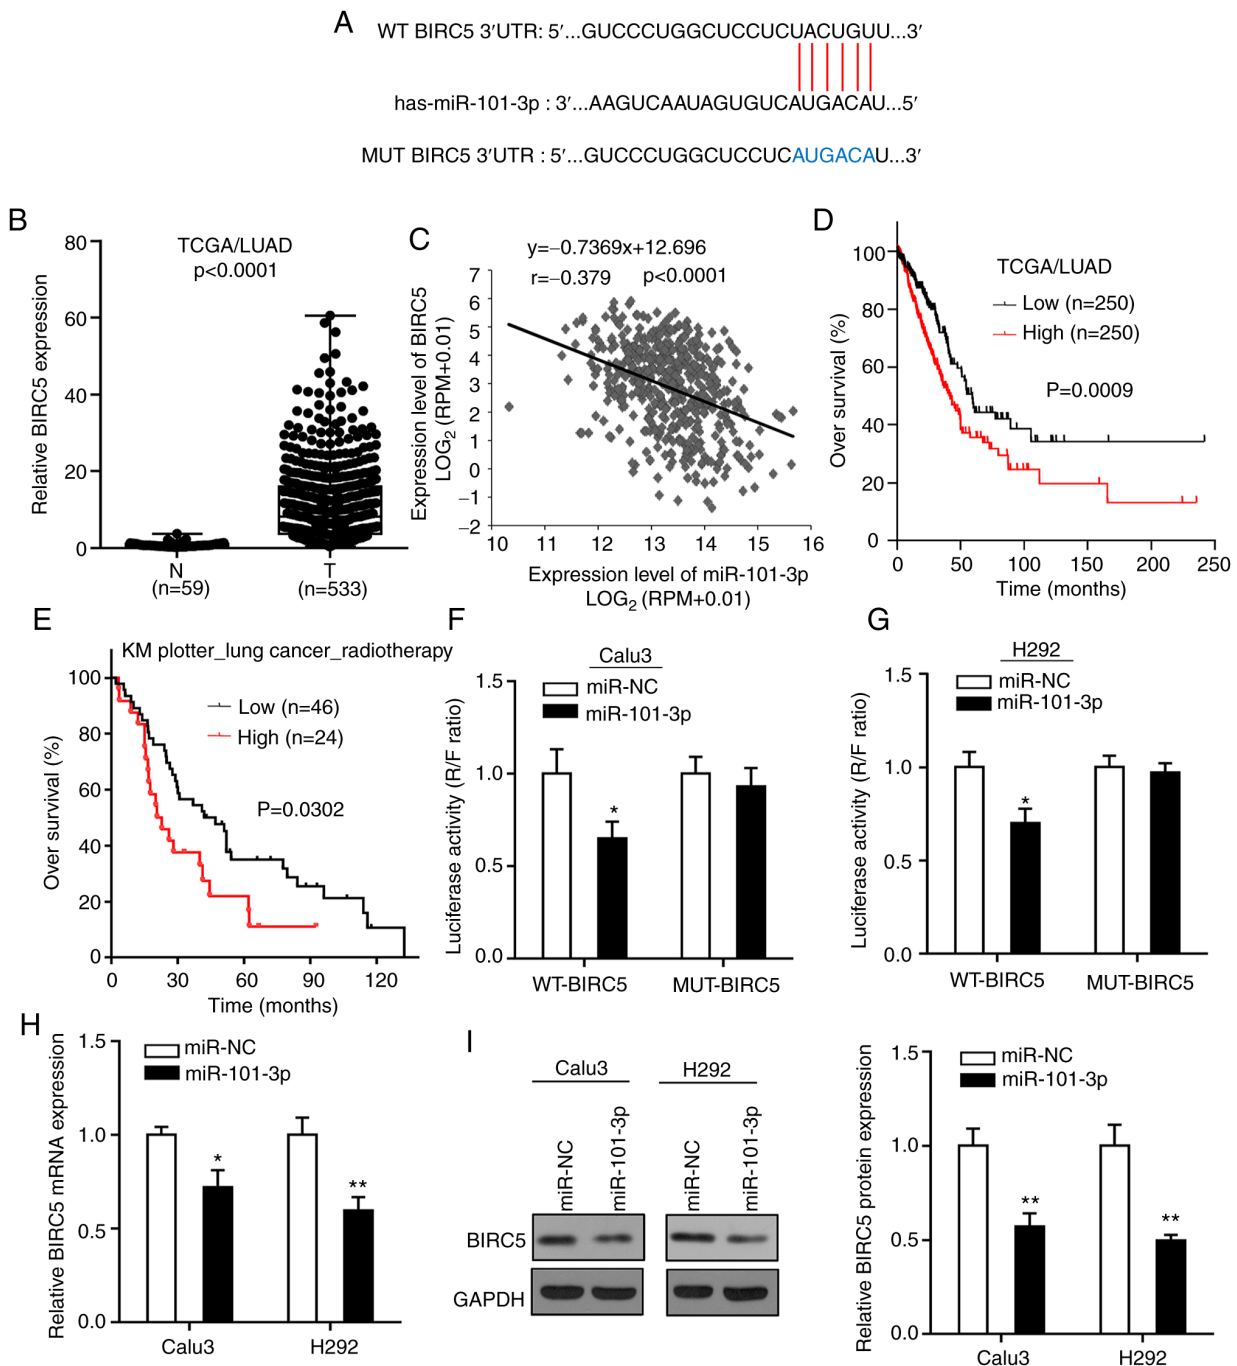 A
WT BIRC5 3′UTR: 5′...GUCCCUGGCUCCUCUACUGUU...3′
has-miR-101-3p : 3′...AAGUCAAUAGUGUCAUGACAU...5′
MUT BIRC5 3′UTR : 5′...GUCCCUGGCUCCUCAUGACAU...3′
B
TCGA/LUAD
p<0.0001
Relative BIRC5 expression
80
60
40
20
0
N
(n=59)
T
(n=533)
C
y=−0.7369x+12.696
r=−0.379 p<0.0001
Expression level of BIRC5
LOG2 (RPM+0.01)
7
6
5
4
3
2
1
0
−1
−2
10 11 12 13 14 15 16
Expression level of miR-101-3p
LOG2 (RPM+0.01)
D
TCGA/LUAD
Low (n=250)
High (n=250)
P=0.0009
Over survival (%)
100
80
60
40
20
0
0 50 100 150 200 250
Time (months)
E
KM plotter_lung cancer_radiotherapy
Low (n=46)
High (n=24)
P=0.0302
Over survival (%)
100
80
60
40
20
0
0 30 60 90 120
Time (months)
F
Calu3
miR-NC
miR-101-3p
Luciferase activity (R/F ratio)
1.5
1.0
0.5
0.0
*
WT-BIRC5 MUT-BIRC5
G
H292
miR-NC
miR-101-3p
Luciferase activity (R/F ratio)
1.5
1.0
0.5
0.0
*
WT-BIRC5 MUT-BIRC5
H
miR-NC
miR-101-3p
Relative BIRC5 mRNA expression
1.5
1.0
0.5
0.0
*
**
Calu3 H292
I
Calu3 H292
miR-NC
miR-101-3p
miR-NC
miR-101-3p
BIRC5
GAPDH
miR-NC
miR-101-3p
Relative BIRC5 protein expression
1.5
1.0
0.5
0.0
**
**
Calu3 H292